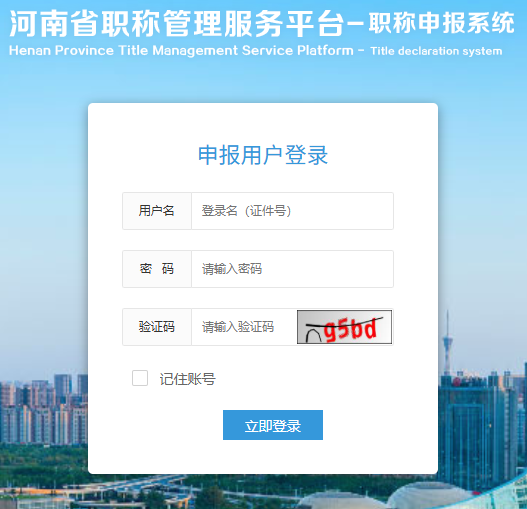 河南省职称管理服务平台-职称申报系统
Henan Province Title Management Service Platform - Title declaration system
申报用户登录
用户名 登录名（证件号）
密 码 请输入密码
验证码 请输入验证码 g5bd
记住账号
立即登录